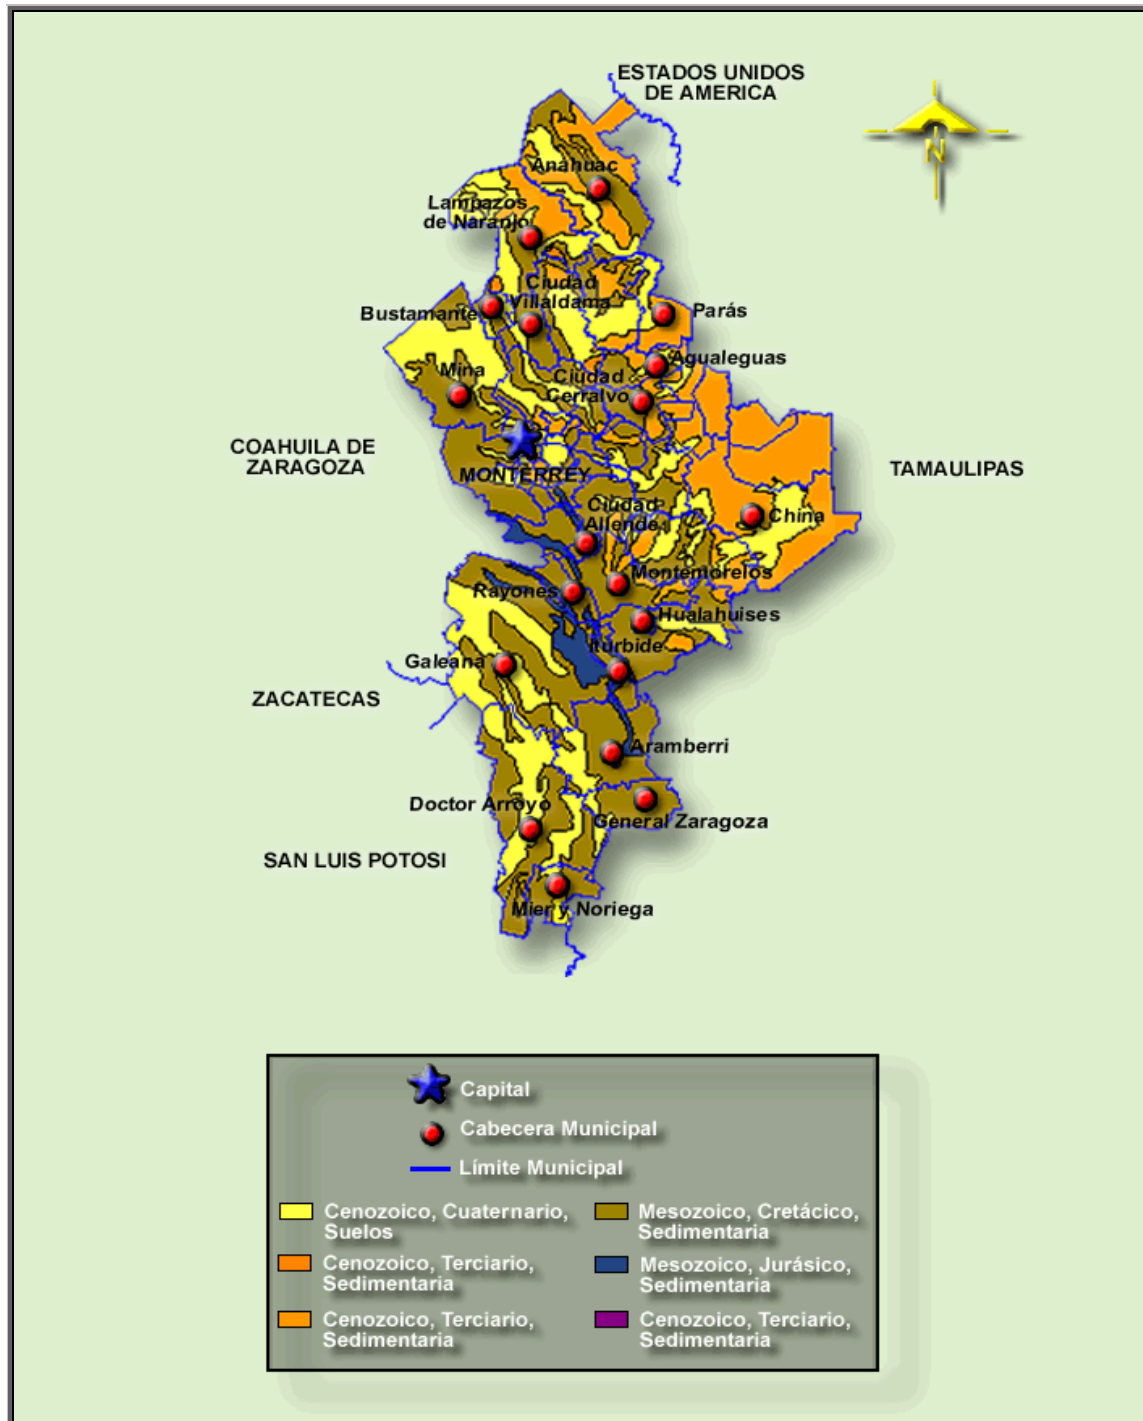 ESTADOS UNIDOS
DE AMERICA
N
Anáhuac
Lampazos
de Naranjo
Ciudad
Villaldama
Bustamante
Parás
Agualeguas
Mina
Ciudad
Cerralvo
COAHUILA DE
ZARAGOZA
MONTERREY
TAMAULIPAS
Ciudad
Allende
China
Montemorelos
Rayones
Hualahuises
Iturbide
Galeana
ZACATECAS
Aramberri
Doctor Arroyo
General Zaragoza
SAN LUIS POTOSI
Mier y Noriega
Capital
Cabecera Municipal
Límite Municipal
Cenozoico, Cuaternario,
Suelos
Cenozoico, Terciario,
Sedimentaria
Cenozoico, Terciario,
Sedimentaria
Mesozoico, Cretácico,
Sedimentaria
Mesozoico, Jurásico,
Sedimentaria
Cenozoico, Terciario,
Sedimentaria